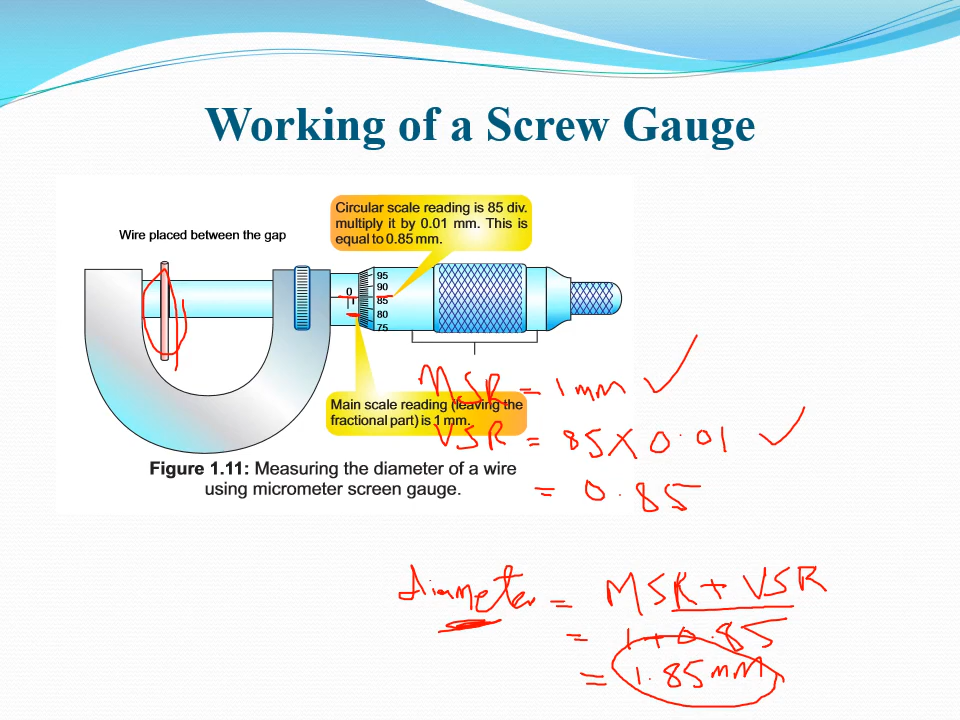 Working of a Screw Gauge
Circular scale reading is 85 div.
multiply it by 0.01 mm. This is
equal to 0.85 mm.
Wire placed between the gap
95
90
0
85
80
75
MSR = 1 mm
Main scale reading (leaving the
fractional part) is 1 mm.
VSR = 85 X 0.01
= 0.85
Figure 1.11: Measuring the diameter of a wire
using micrometer screen gauge.
diameter = MSR + VSR
= 1 + 0.85
= 1.85 mm